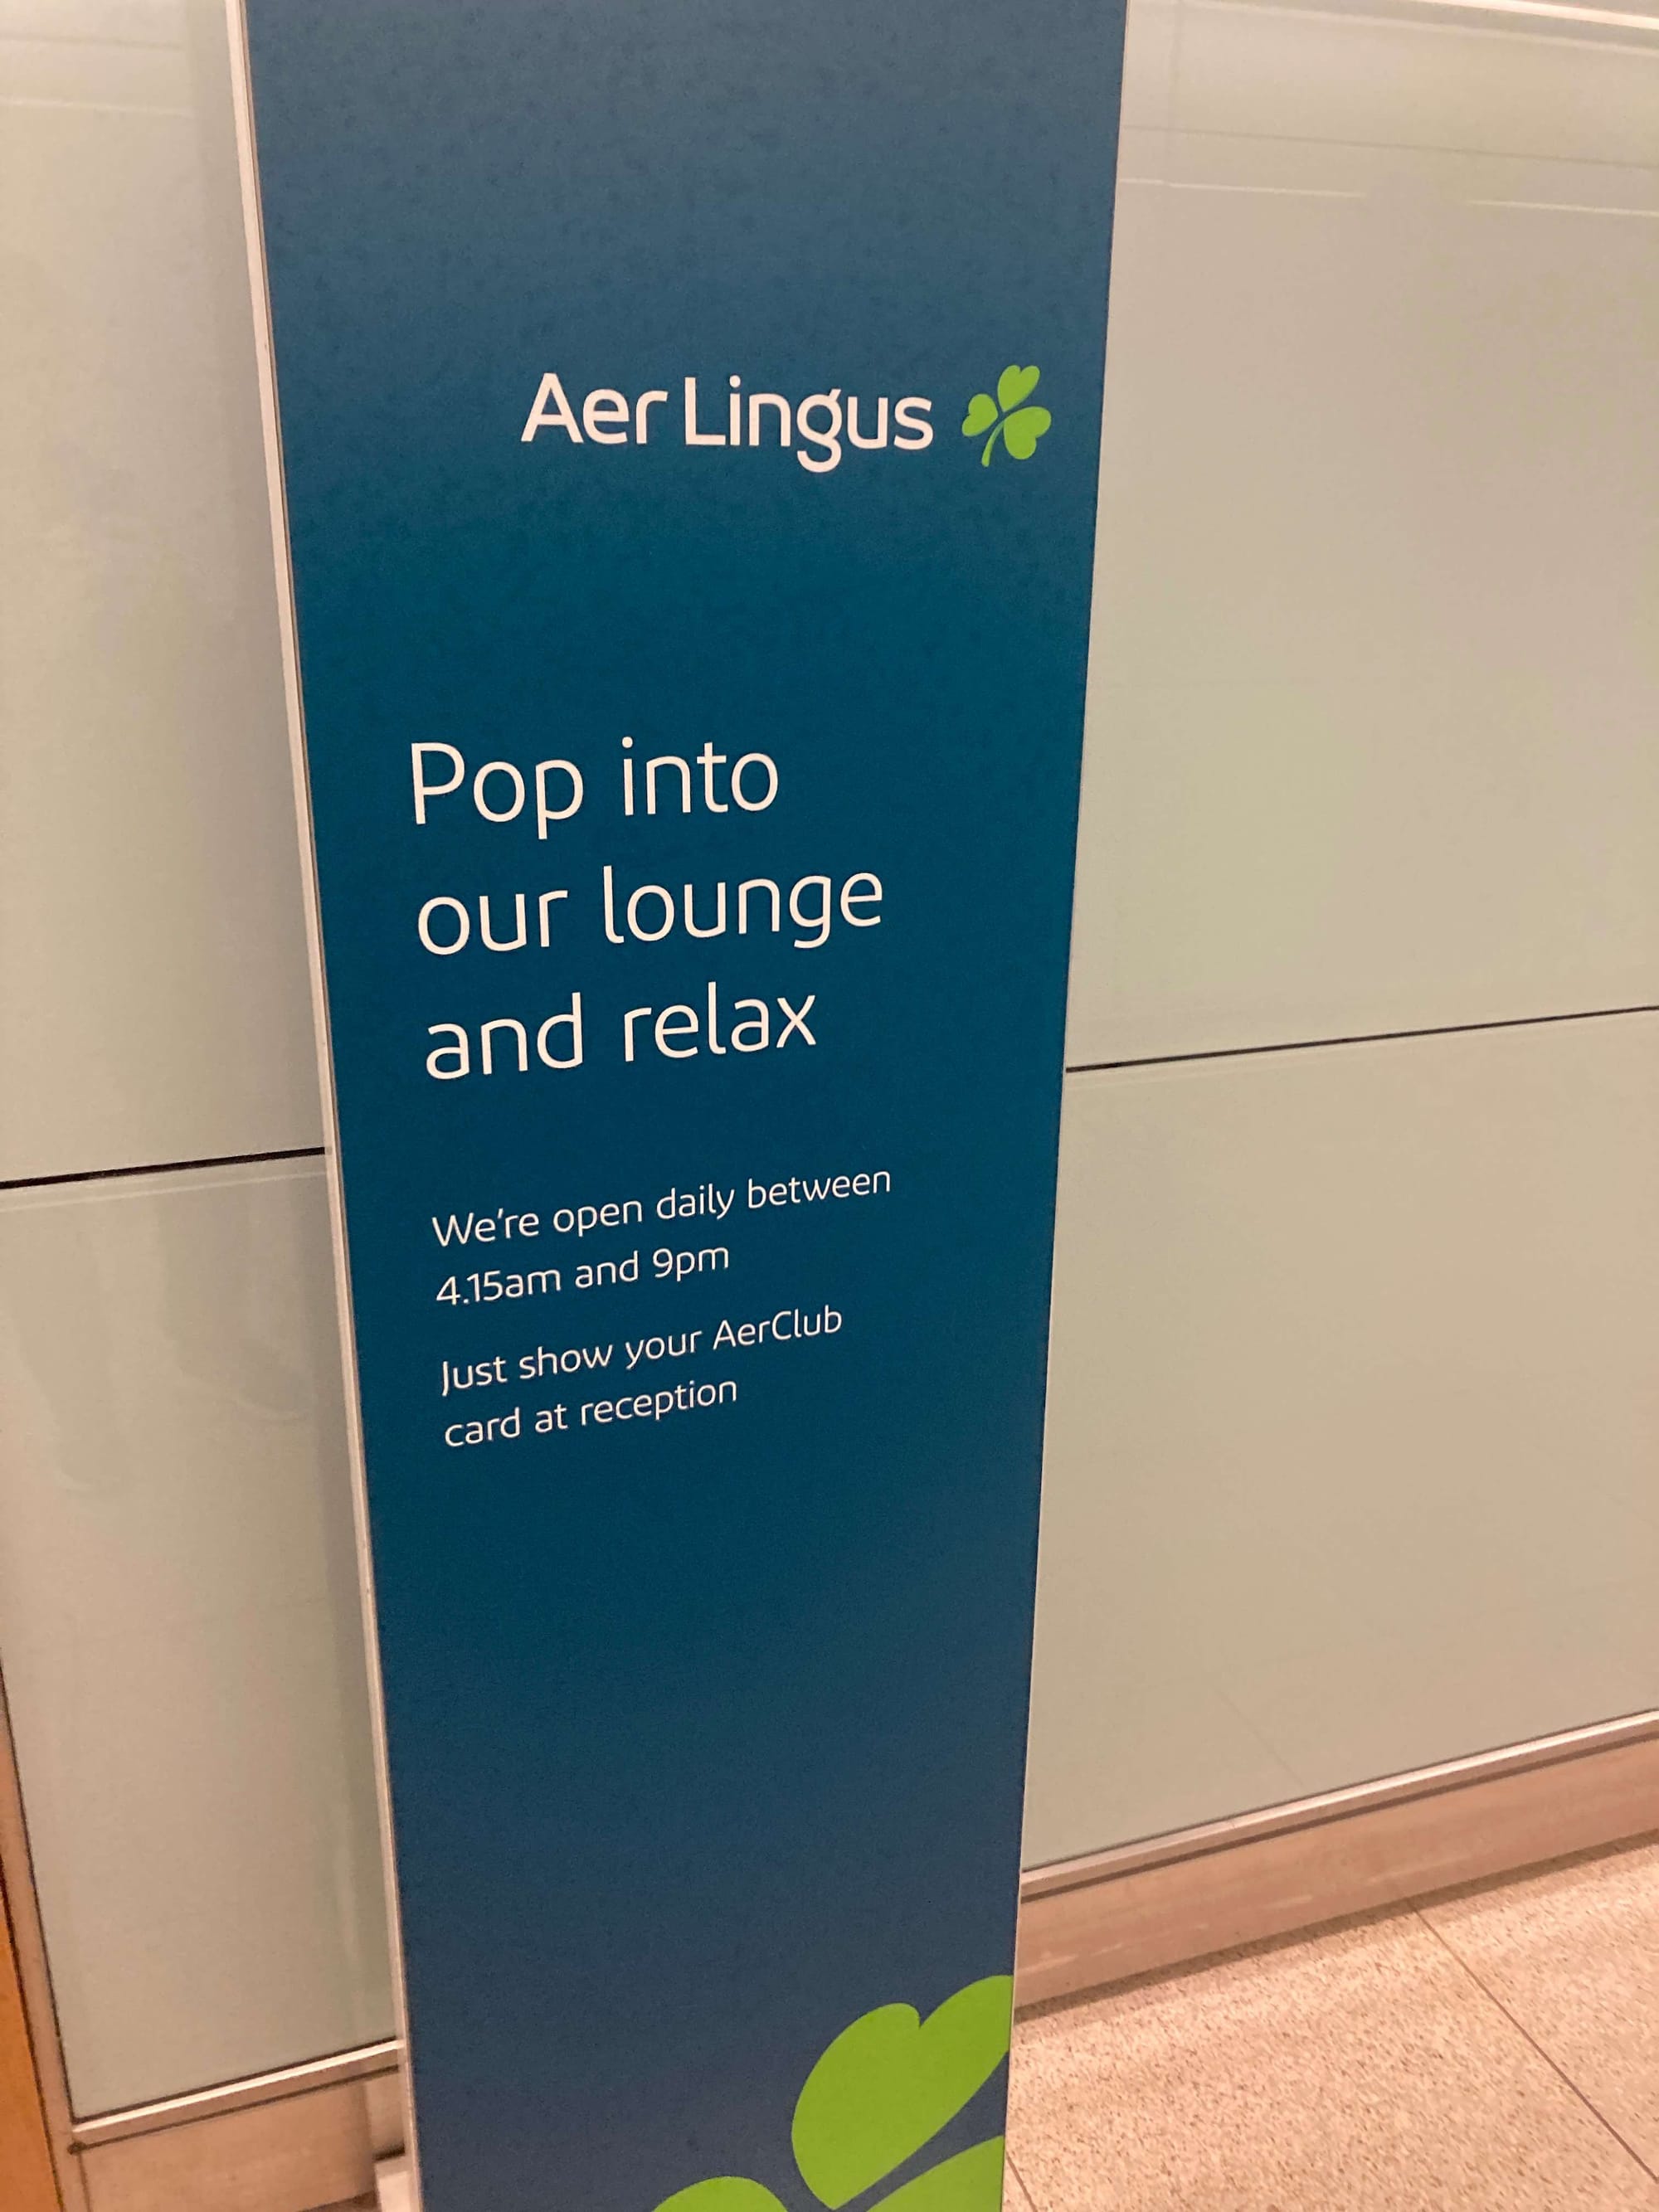 Aer Lingus
Pop into
our lounge
and relax
We're open daily between
4.15am and 9pm
Just show your AerClub
card at reception